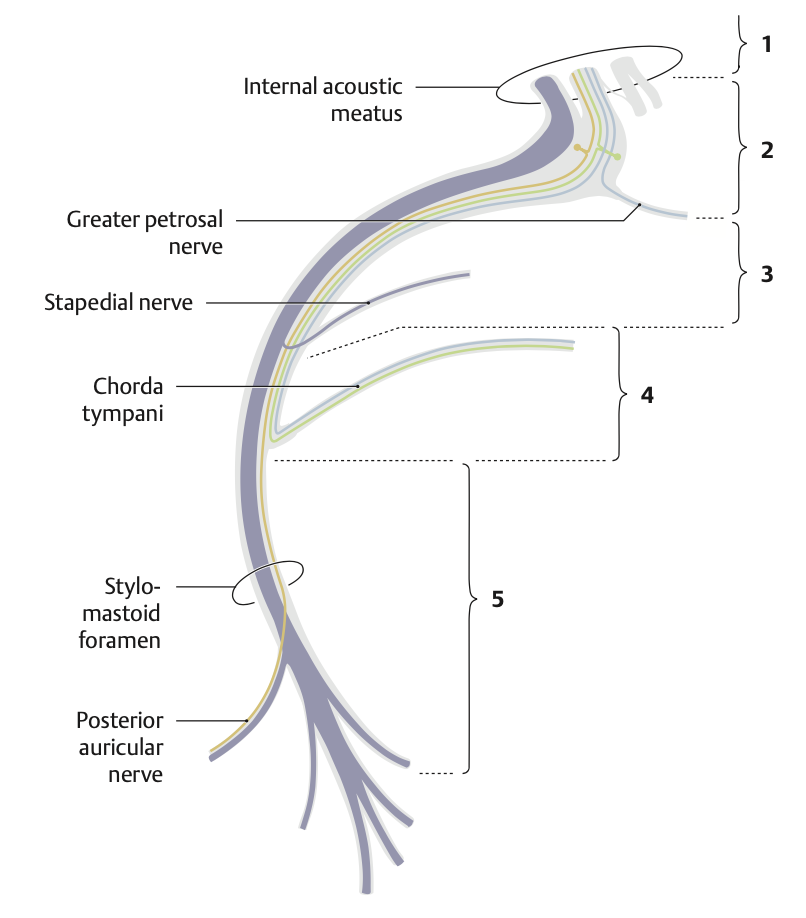 1
Internal acoustic
meatus
2
Greater petrosal
nerve
3
Stapedial nerve
Chorda
tympani
4
Stylo-
mastoid
foramen
5
Posterior
auricular
nerve